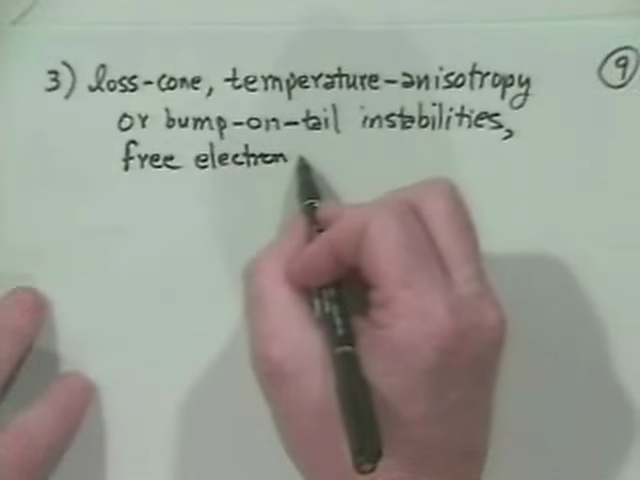 3) loss-cone, temperature-anisotropy
or bump-on-tail instabilities,
free electron
9